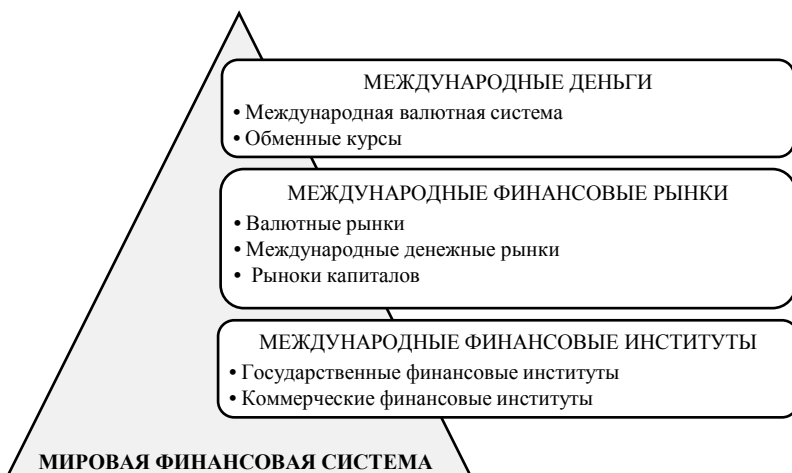 МЕЖДУНАРОДНЫЕ ДЕНЬГИ
• Международная валютная система
• Обменные курсы
МЕЖДУНАРОДНЫЕ ФИНАНСОВЫЕ РЫНКИ
• Валютные рынки
• Международные денежные рынки
• Рыноки капиталов
МЕЖДУНАРОДНЫЕ ФИНАНСОВЫЕ ИНСТИТУТЫ
• Государственные финансовые институты
• Коммерческие финансовые институты
МИРОВАЯ ФИНАНСОВАЯ СИСТЕМА